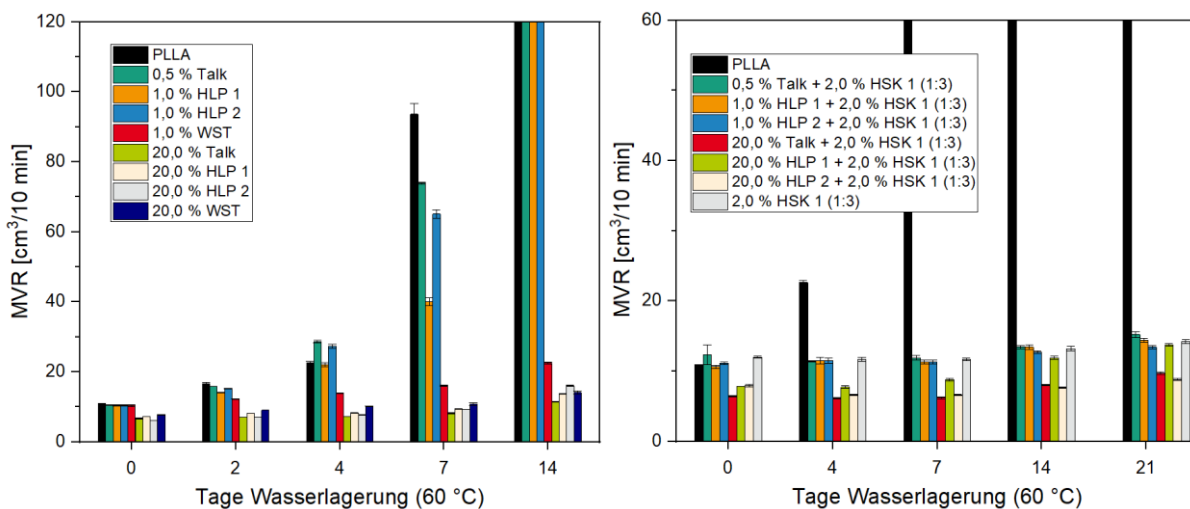 120
100
80
60
40
20
0
MVR [cm³/10 min]
PLLA
0,5 % Talk
1,0 % HLP 1
1,0 % HLP 2
1,0 % WST
20,0 % Talk
20,0 % HLP 1
20,0 % HLP 2
20,0 % WST
0 2 4 7 14
Tage Wasserlagerung (60 °C)
60
40
20
0
MVR [cm³/10 min]
PLLA
0,5 % Talk + 2,0 % HSK 1 (1:3)
1,0 % HLP 1 + 2,0 % HSK 1 (1:3)
1,0 % HLP 2 + 2,0 % HSK 1 (1:3)
20,0 % Talk + 2,0 % HSK 1 (1:3)
20,0 % HLP 1 + 2,0 % HSK 1 (1:3)
20,0 % HLP 2 + 2,0 % HSK 1 (1:3)
2,0 % HSK 1 (1:3)
0 4 7 14 21
Tage Wasserlagerung (60 °C)